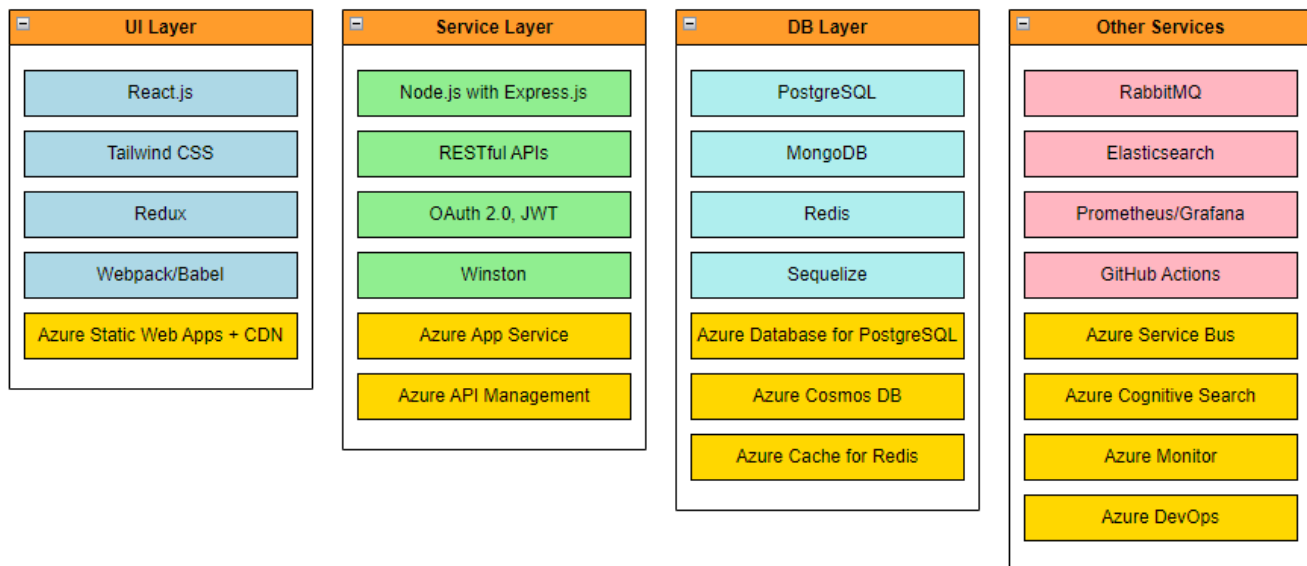 UI Layer
React.js
Tailwind CSS
Redux
Webpack/Babel
Azure Static Web Apps + CDN
Service Layer
Node.js with Express.js
RESTful APIs
OAuth 2.0, JWT
Winston
Azure App Service
Azure API Management
DB Layer
PostgreSQL
MongoDB
Redis
Sequelize
Azure Database for PostgreSQL
Azure Cosmos DB
Azure Cache for Redis
Other Services
RabbitMQ
Elasticsearch
Prometheus/Grafana
GitHub Actions
Azure Service Bus
Azure Cognitive Search
Azure Monitor
Azure DevOps